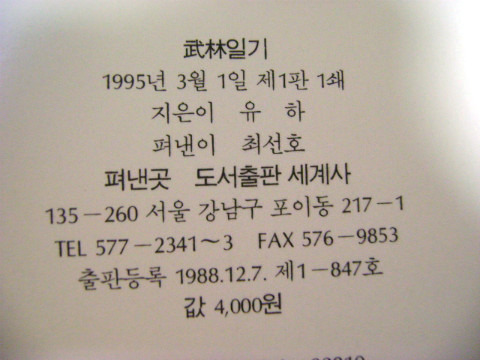 武林일기
1995년 3월 1일 제1판 1쇄
지은이 유 하
펴낸이 최선호
펴낸곳 도서출판 세계사
135-260 서울 강남구 포이동 217-1
TEL 577-2341~3 FAX 576-9853
출판등록 1988.12.7. 제1-847호
값 4,000원